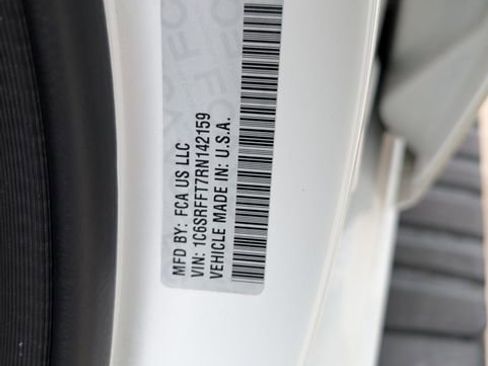 MFD BY: FCA US LLC
VIN: 1C6SRFFT7RN142159
VEHICLE MADE IN: U.S.A.